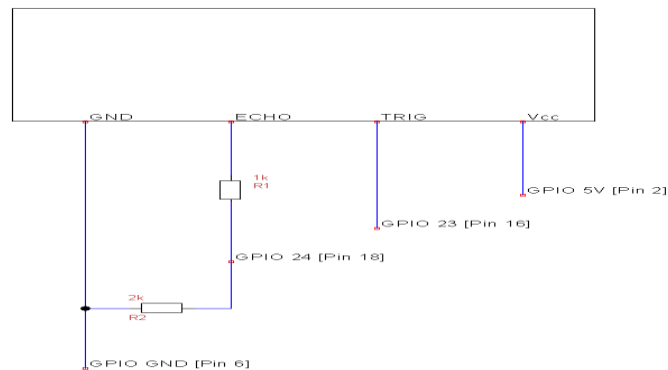 GND ECHO TRIG Vcc
1k
R1
GPIO 5V [Pin 2]
GPIO 23 [Pin 16]
GPIO 24 [Pin 18]
2k
R2
GPIO GND [Pin 6]